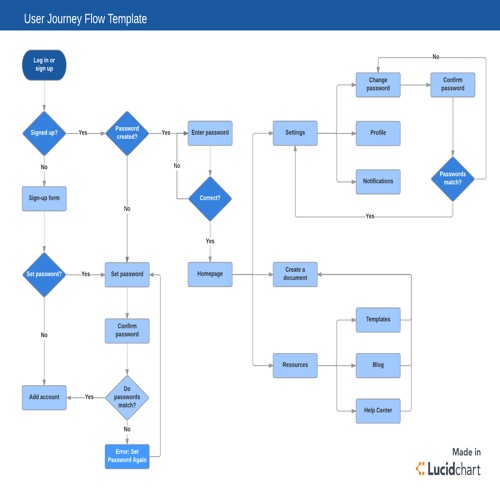 User Journey Flow Template
Log in or
sign up
No
Change
password
Confirm
password
Signed up?
Yes
Password
created?
Yes
Enter password
Settings
Profile
No
No
Passwords
match?
Notifications
Sign-up form
Correct?
No
Yes
Yes
Set password?
Yes
Set password
Homepage
Create a
document
Templates
Confirm
password
No
Resources
Blog
Add account
Yes
Do
passwords
match?
Help Center
No
Error: Set
Password Again
Made in
Lucidchart